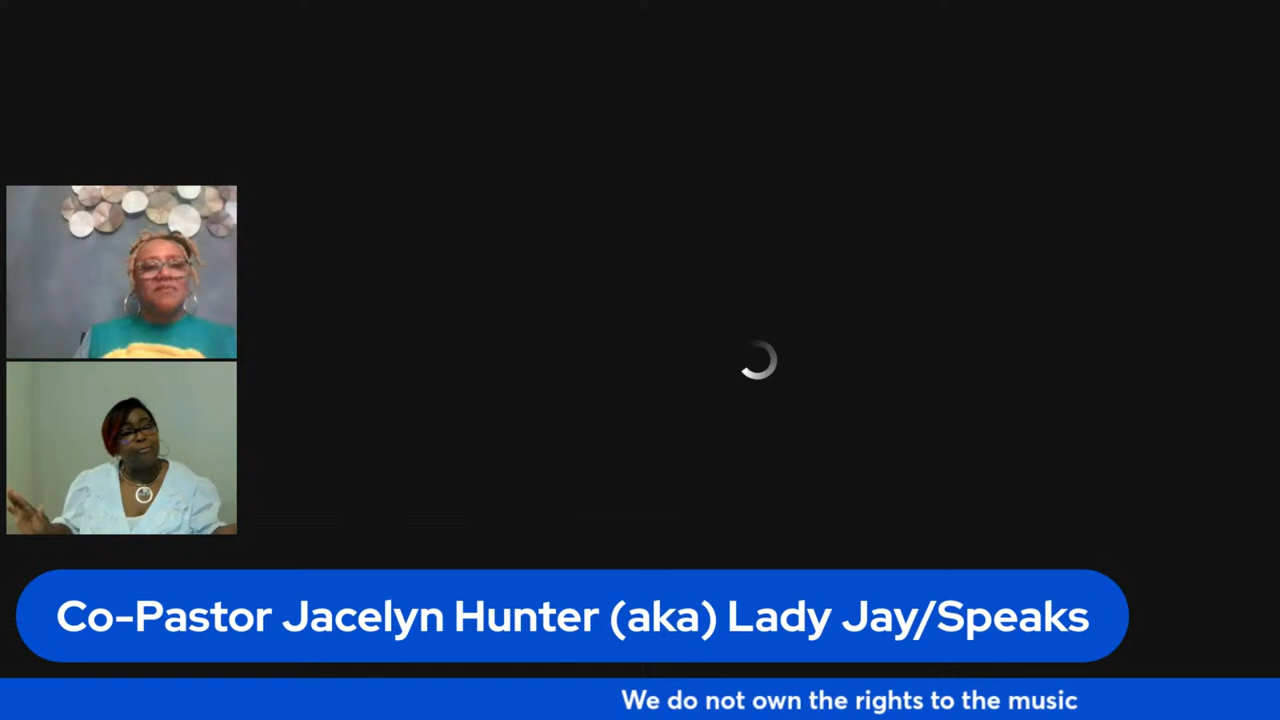 Co-Pastor Jacelyn Hunter (aka) Lady Jay/Speaks
We do not own the rights to the music